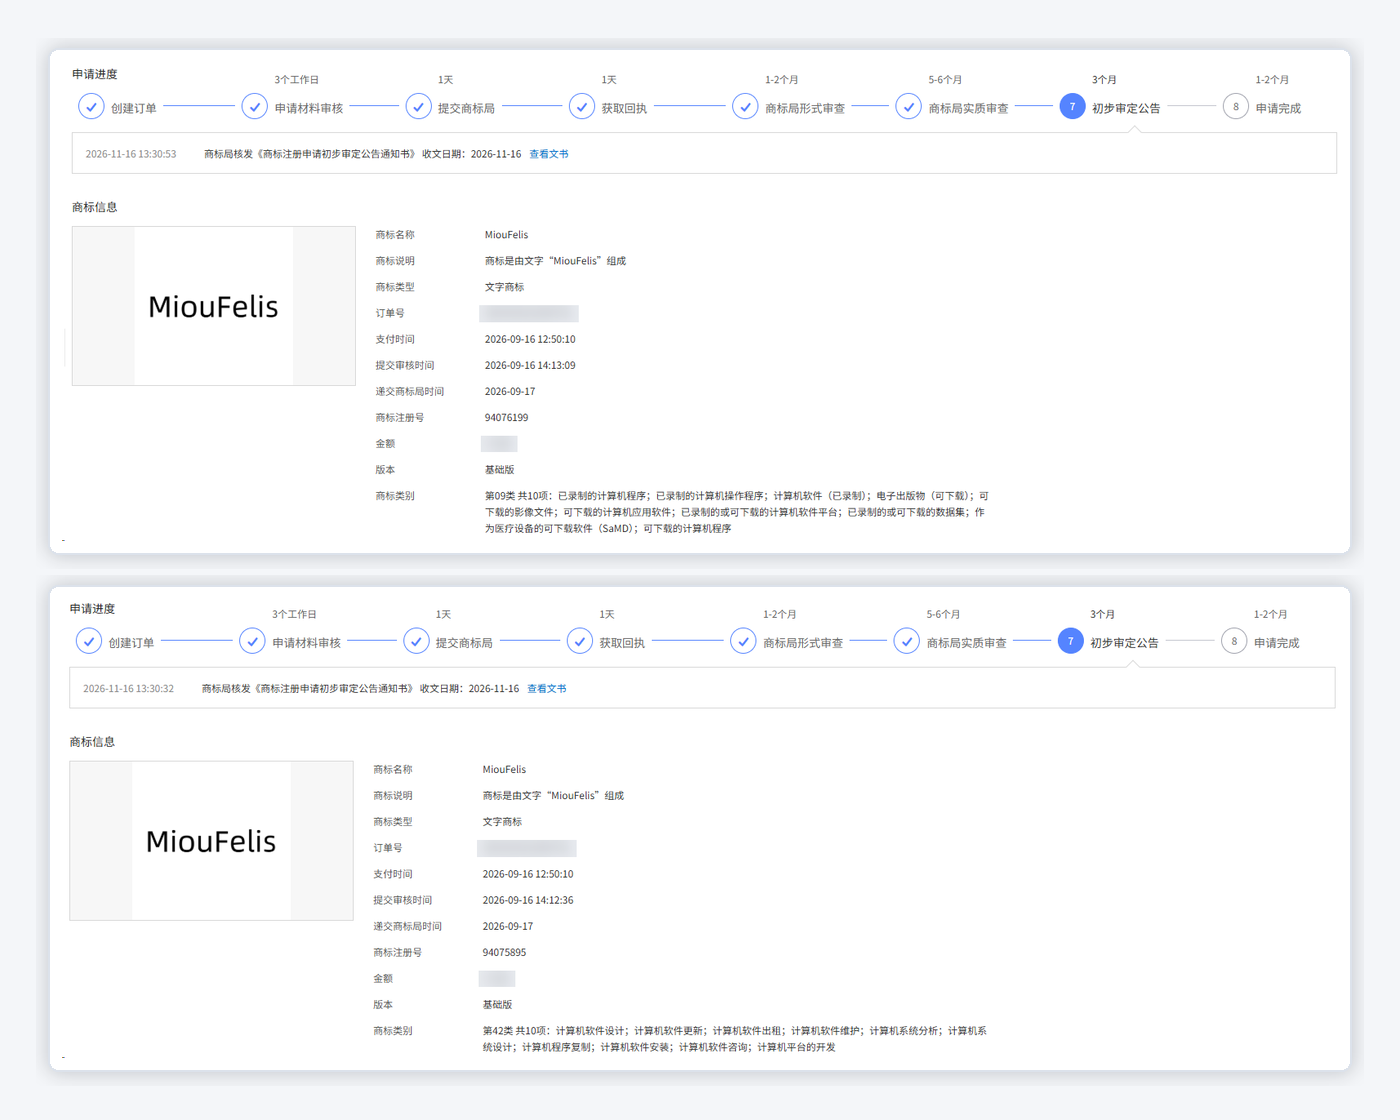 申请进度
3个工作日
1天
1天
1-2个月
5-6个月
3个月
1-2个月
创建订单
申请材料审核
提交商标局
获取回执
商标局形式审查
商标局实质审查
7 初步审定公告
8 申请完成
2026-11-16 13:30:53 商标局核发《商标注册申请初步审定公告通知书》 收文日期：2026-11-16 查看文书
商标信息
MiouFelis
商标名称 MiouFelis
商标说明 商标是由文字“MiouFelis”组成
商标类型 文字商标
订单号
支付时间 2026-09-16 12:50:10
提交审核时间 2026-09-16 14:13:09
递交商标局时间 2026-09-17
商标注册号 94076199
金额
版本 基础版
商标类别 第09类 共10项：已录制的计算机程序；已录制的计算机操作程序；计算机软件（已录制）；电子出版物（可下载）；可
下载的影像文件；可下载的计算机应用软件；已录制的或可下载的计算机软件平台；已录制的或可下载的数据集；作
为医疗设备的可下载软件（SaMD）；可下载的计算机程序
申请进度
3个工作日
1天
1天
1-2个月
5-6个月
3个月
1-2个月
创建订单
申请材料审核
提交商标局
获取回执
商标局形式审查
商标局实质审查
7 初步审定公告
8 申请完成
2026-11-16 13:30:32 商标局核发《商标注册申请初步审定公告通知书》 收文日期：2026-11-16 查看文书
商标信息
MiouFelis
商标名称 MiouFelis
商标说明 商标是由文字“MiouFelis”组成
商标类型 文字商标
订单号
支付时间 2026-09-16 12:50:10
提交审核时间 2026-09-16 14:12:36
递交商标局时间 2026-09-17
商标注册号 94075895
金额
版本 基础版
商标类别 第42类 共10项：计算机软件设计；计算机软件更新；计算机软件出租；计算机软件维护；计算机系统分析；计算机系
统设计；计算机程序复制；计算机软件安装；计算机软件咨询；计算机平台的开发